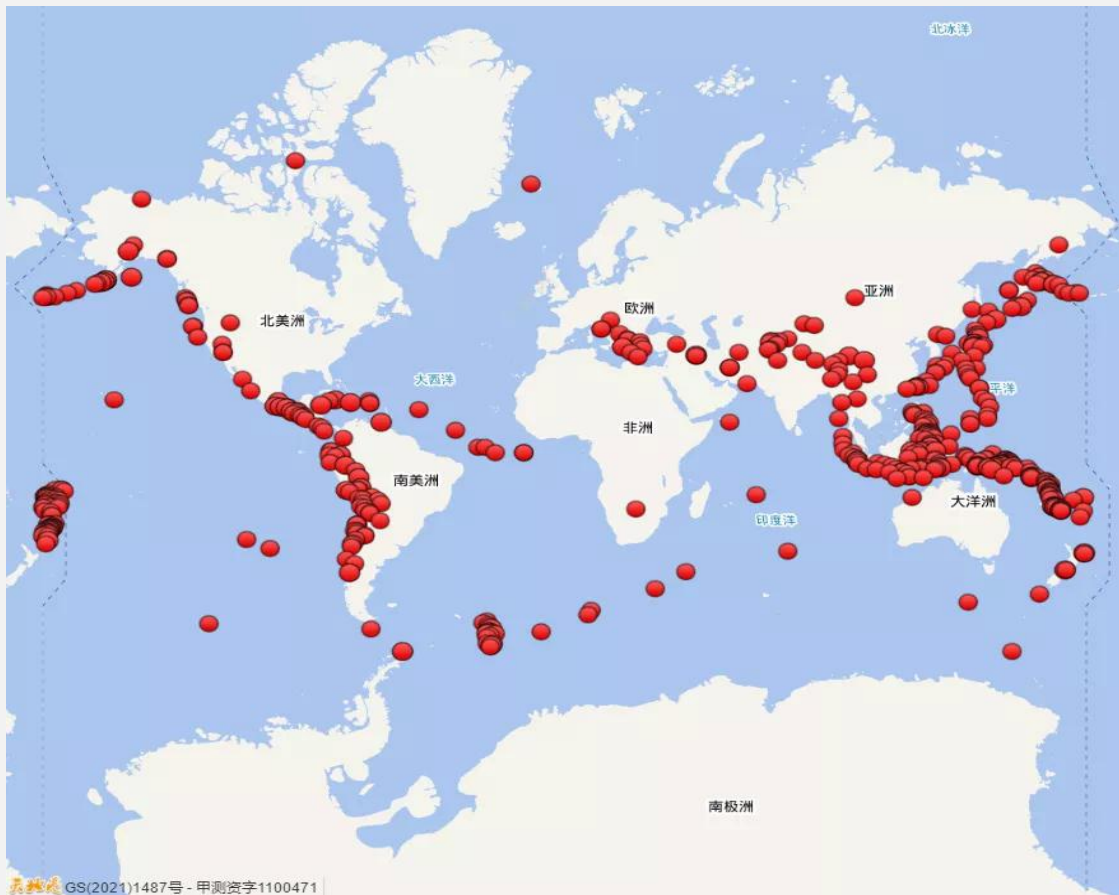 北冰洋
亚洲
欧洲
北美洲
大西洋
平洋
非洲
南美洲
大洋洲
印度洋
南极洲
天地图 GS(2021)1487号 - 甲测资字1100471